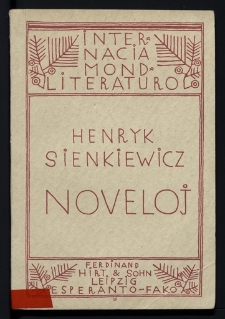 INTER=
NACIA
MOND=
LITERATURO
HENRYK
SIENKIEWICZ
NOVELOJ
FERDINAND
HIRT & SOHN
LEIPZIG
ESPERANTO-FAKO